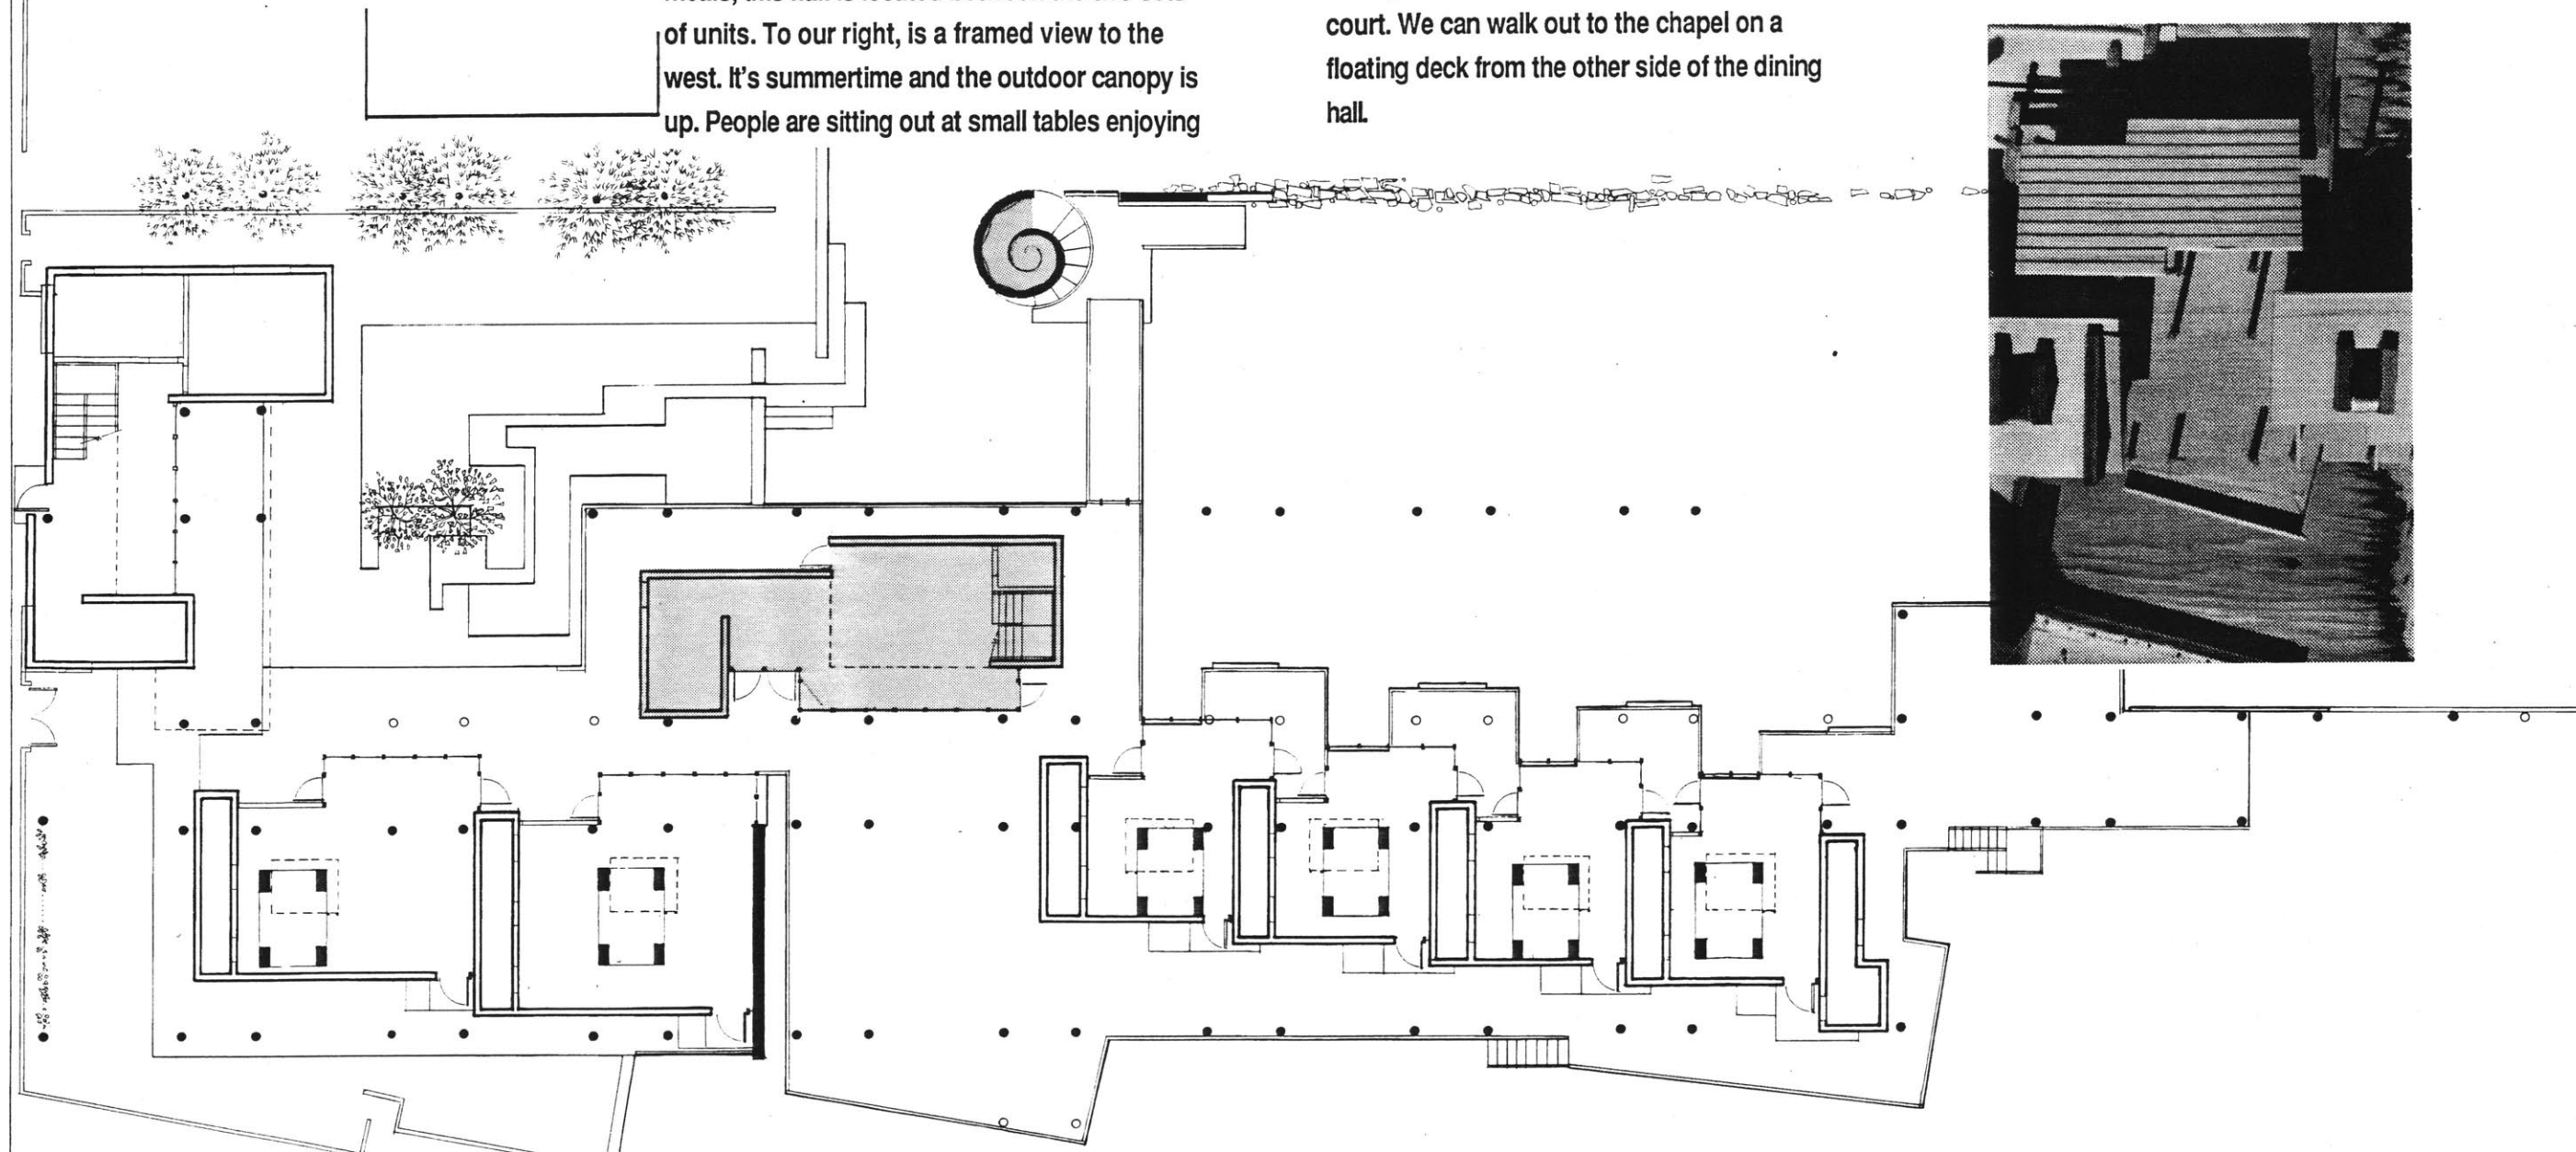 of units. To our right, is a framed view to the
west. It's summertime and the outdoor canopy is
up. People are sitting out at small tables enjoying
court. We can walk out to the chapel on a
floating deck from the other side of the dining
hall.